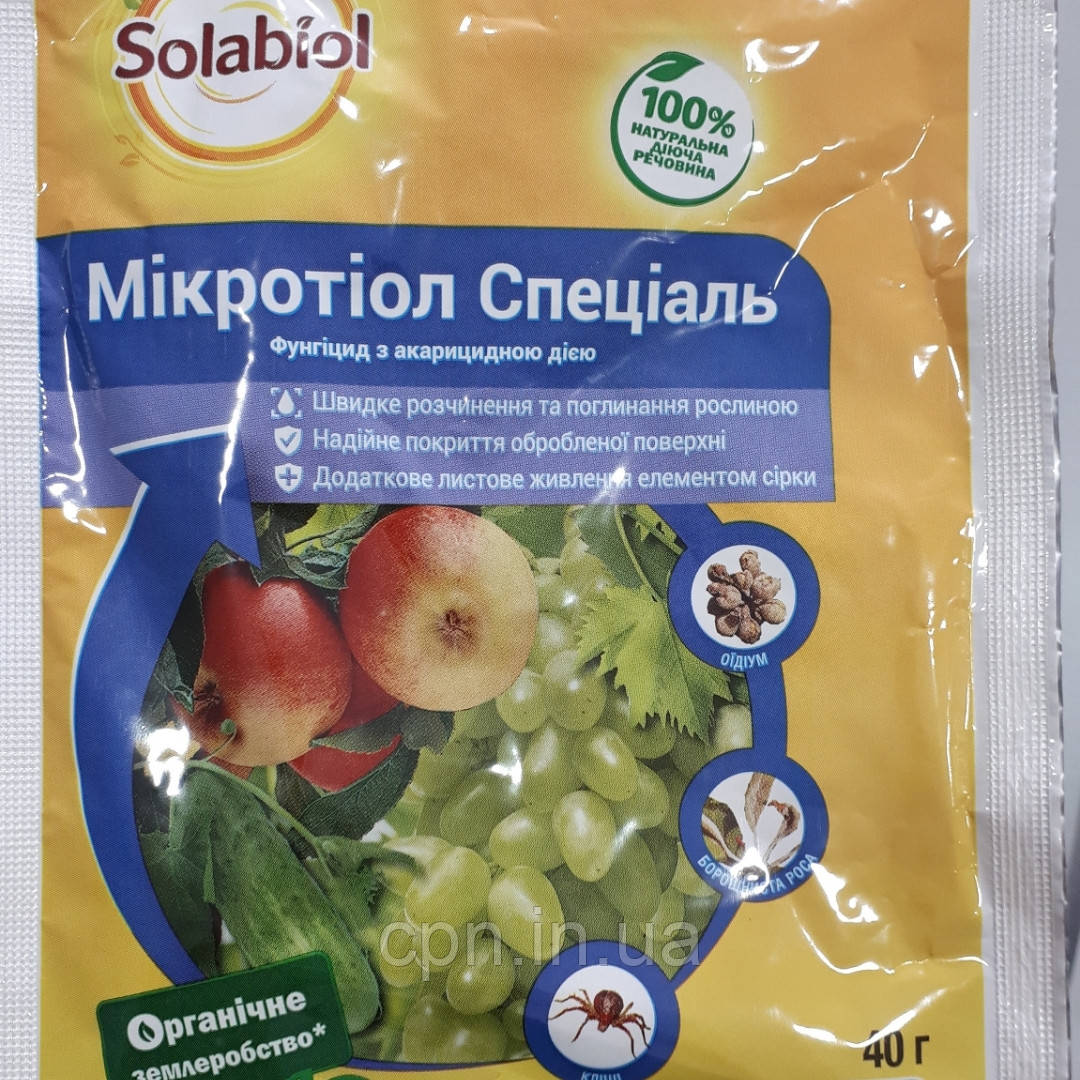 Solabiol
100%
НАТУРАЛЬНА
ДІЮЧА
РЕЧОВИНА
Мікротіол Спеціаль
Фунгіцид з акарицидною дією
Швидке розчинення та поглинання рослиною
Надійне покриття обробленої поверхні
Додаткове листове живлення елементом сірки
ОЇДІУМ
БОРОШНИСТА РОСА
cpn.in.ua
Органічне
землеробство*
40 г
КЛІЩІ